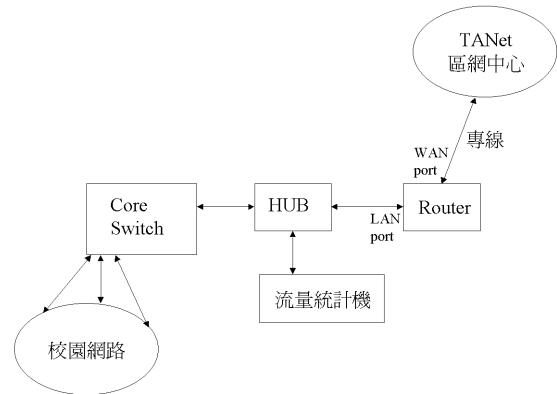 TANet
區網中心
專線
WAN
port
Core
Switch
HUB
LAN
port
Router
流量統計機
校園網路